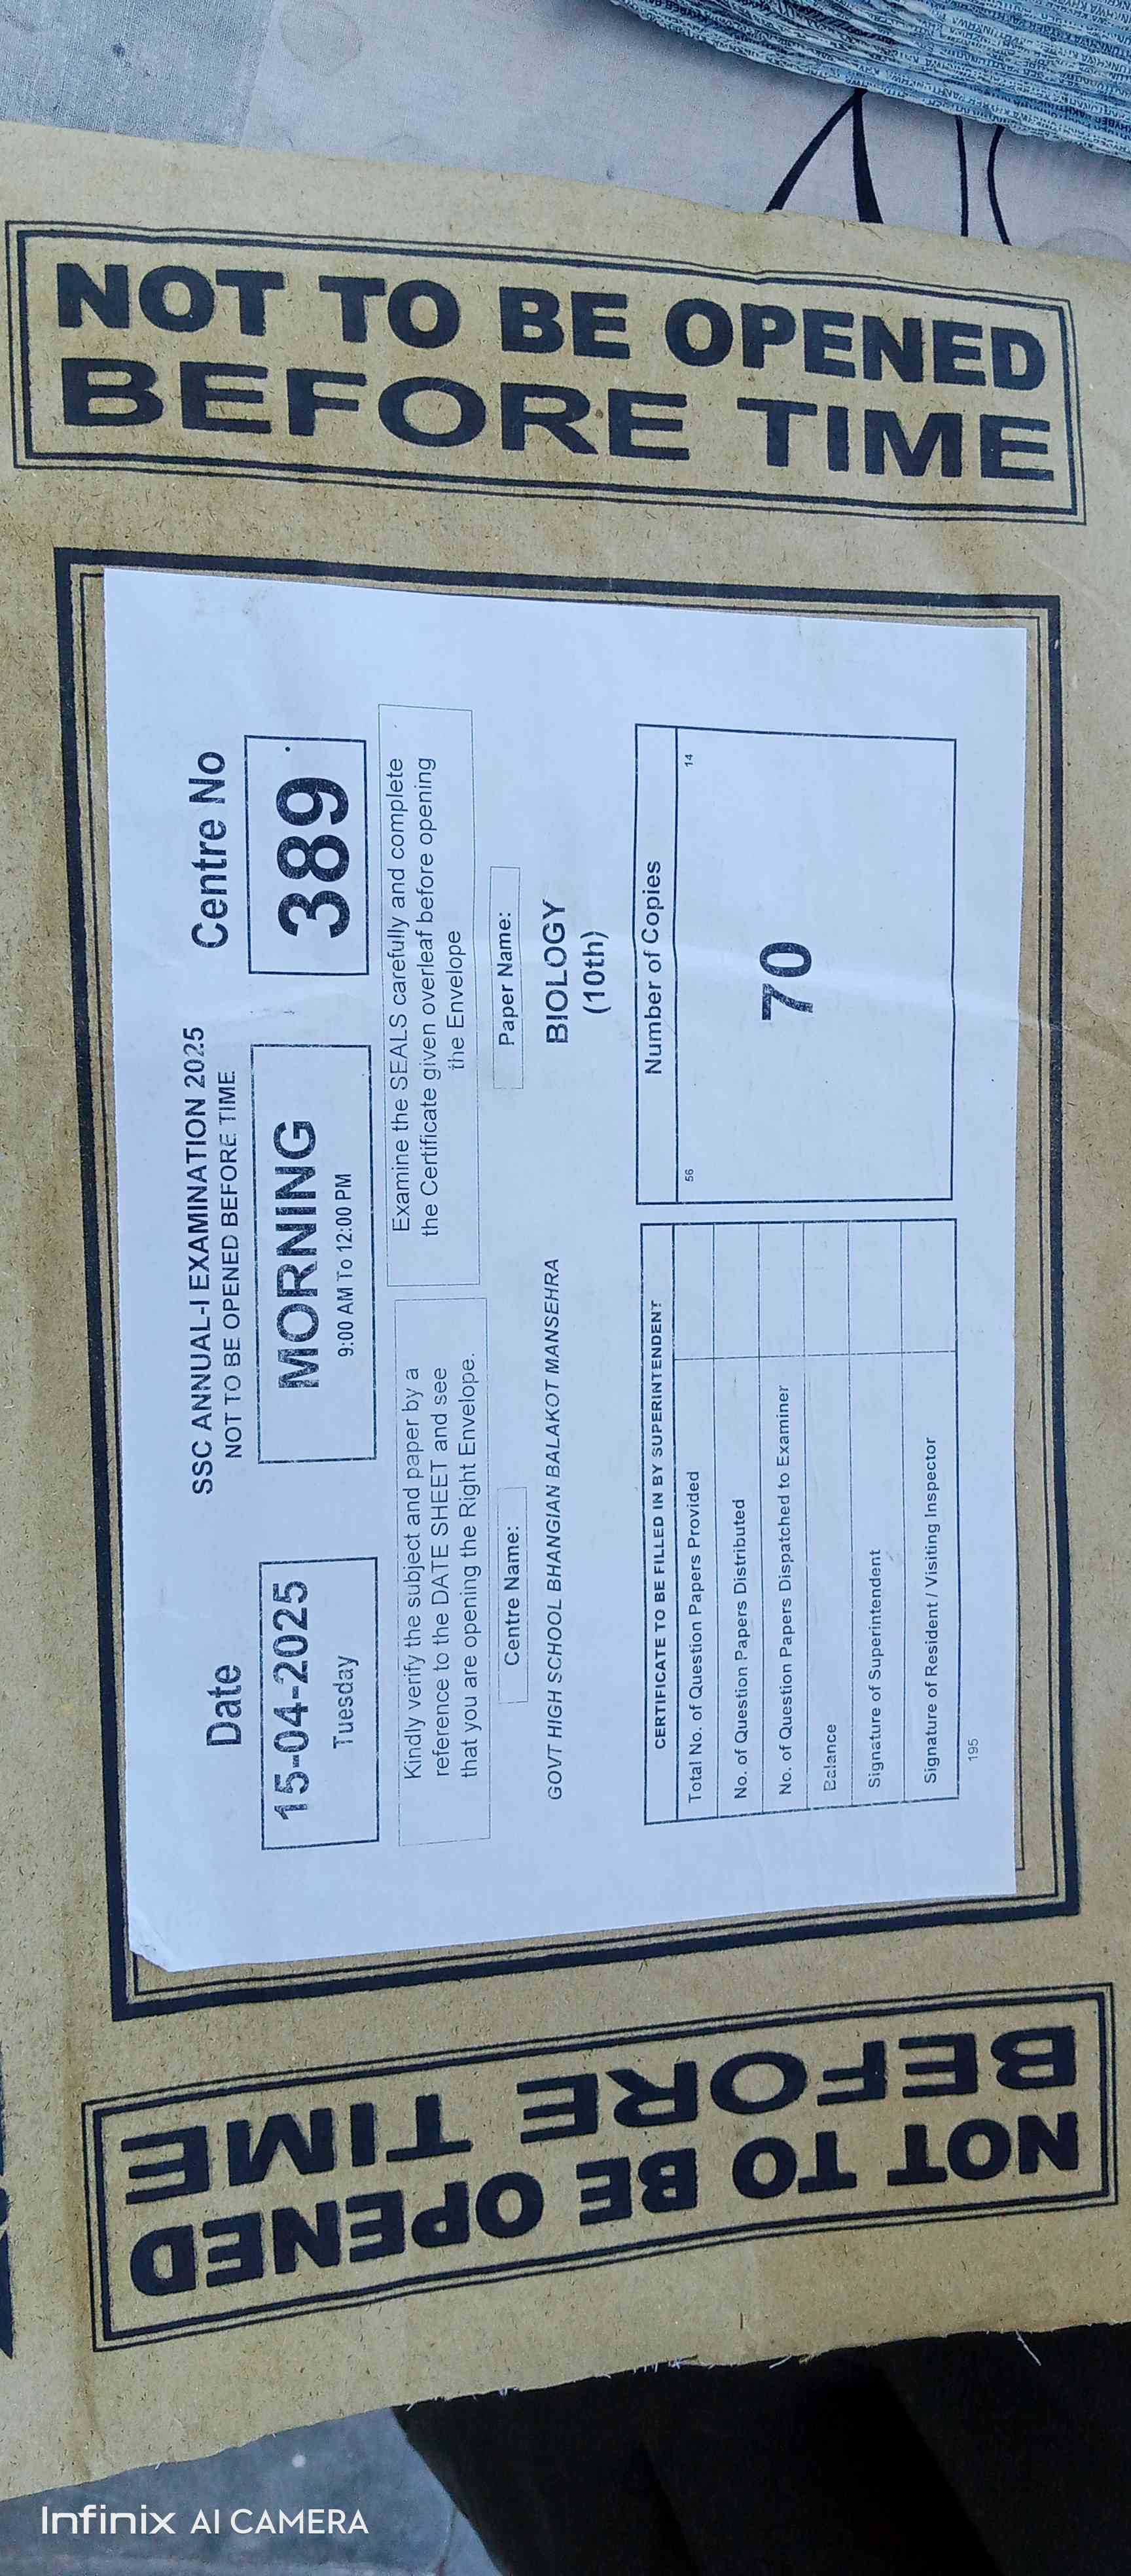 NOT TO BE OPENED
BEFORE TIME
SSC ANNUAL-I EXAMINATION 2025
NOT TO BE OPENED BEFORE TIME.
Date
15-04-2025
Tuesday
MORNING
9:00 AM To 12:00 PM
Centre No
389
Kindly verify the subject and paper by a
reference to the DATE SHEET and see
that you are opening the Right Envelope.
Examine the SEALS carefully and complete
the Certificate given overleaf before opening
the Envelope
Centre Name:
GOVT HIGH SCHOOL BHANGIAN BALAKOT MANSEHRA
Paper Name:
BIOLOGY
(10th)
CERTIFICATE TO BE FILLED IN BY SUPERINTENDENT
Total No. of Question Papers Provided
No. of Question Papers Distributed
No. of Question Papers Dispatched to Examiner
Balance
Signature of Superintendent
Signature of Resident / Visiting Inspector
195
Number of Copies
56
14
70
NOT TO BE OPENED
BEFORE TIME
Infinix AI CAMERA